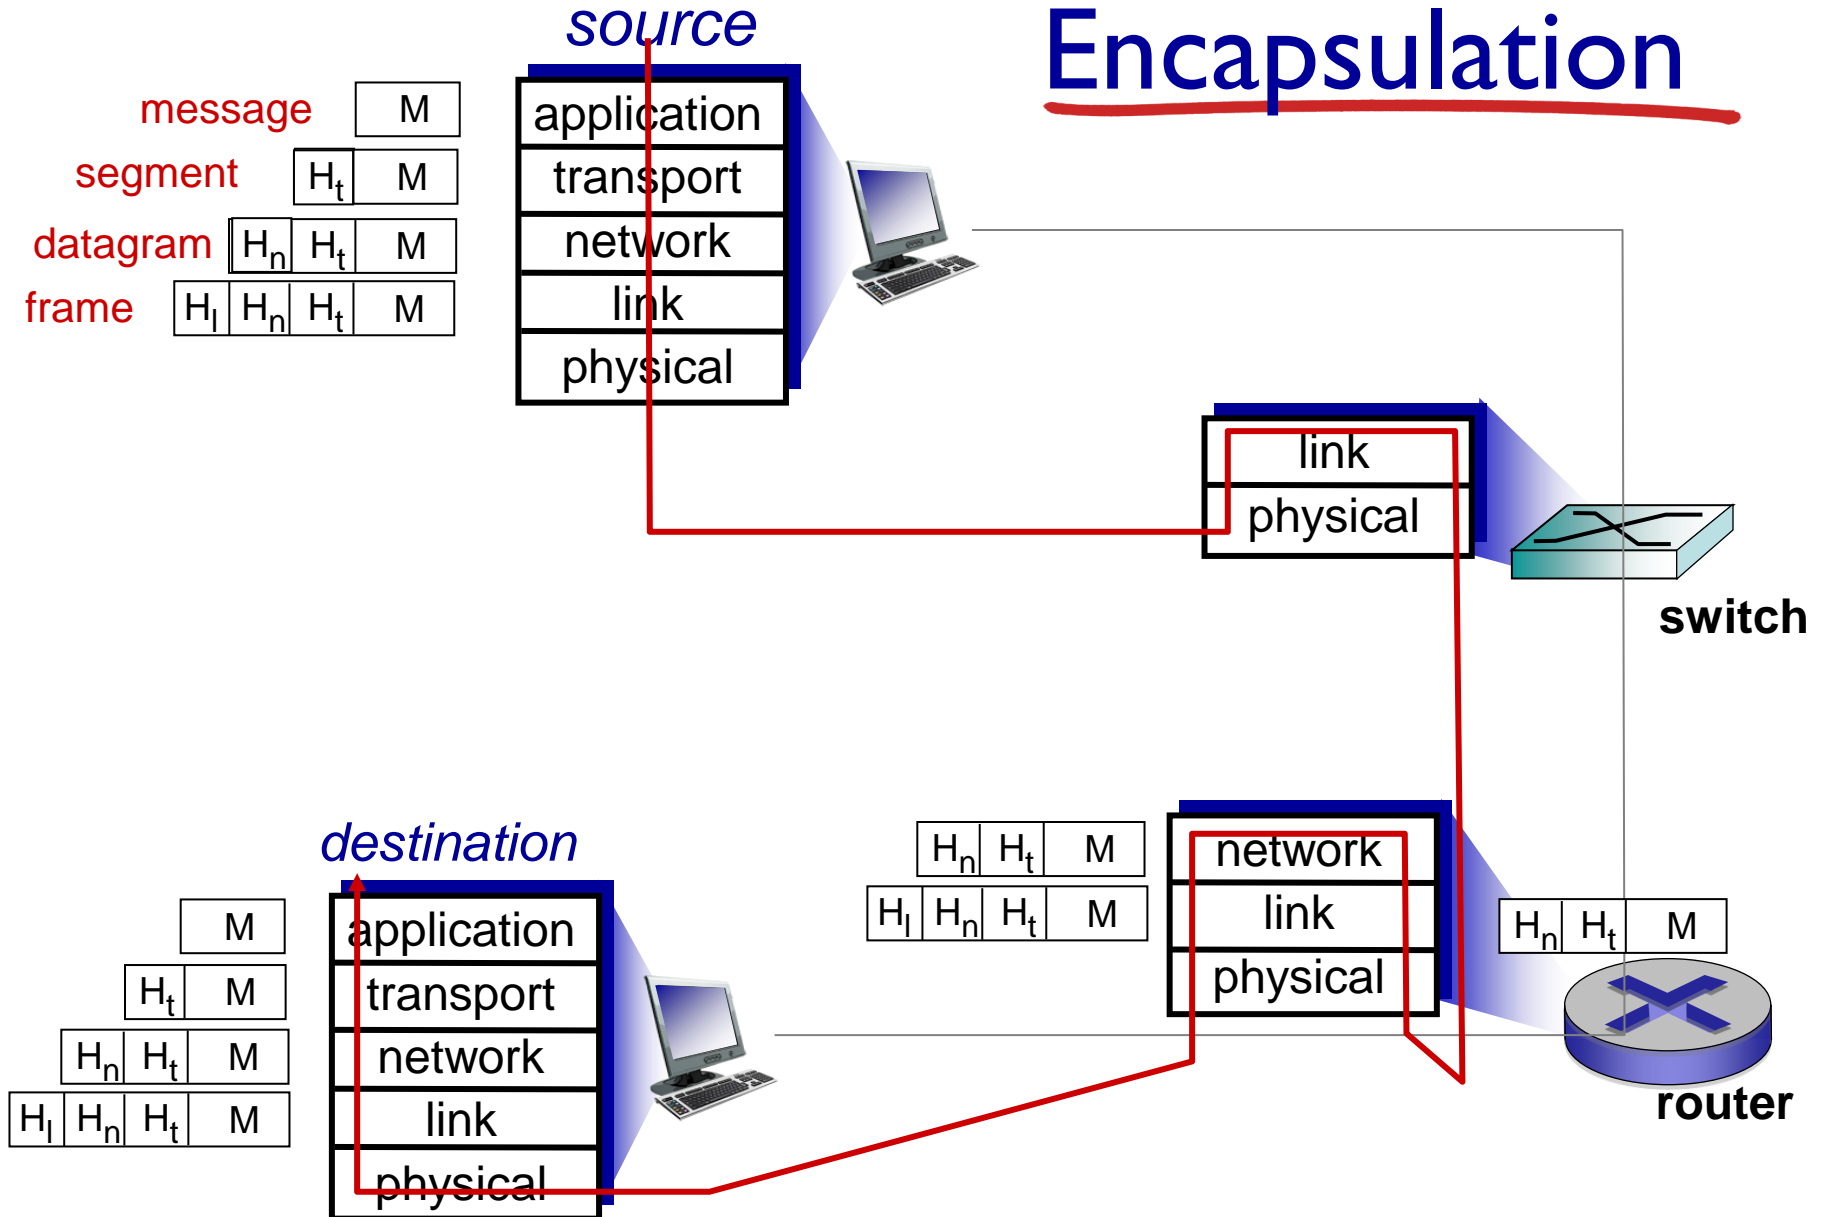 source
Encapsulation
message M
segment Ht M
datagram Hn Ht M
frame Hl Hn Ht M
application
transport
network
link
physical
link
physical
switch
destination
M
Ht M
Hn Ht M
Hl Hn Ht M
application
transport
network
link
physical
Hn Ht M
Hl Hn Ht M
network
link
physical
Hn Ht M
router